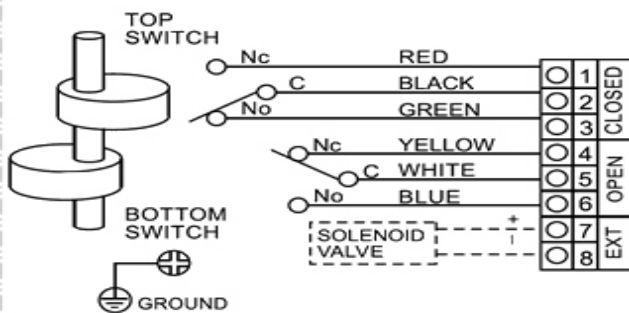 TOP
SWITCH
Nc RED 1
C BLACK 2
No GREEN 3
CLOSED
Nc YELLOW 4
C WHITE 5
No BLUE 6
OPEN
BOTTOM
SWITCH
SOLENOID
VALVE
+ 7
- 8
EXT
GROUND